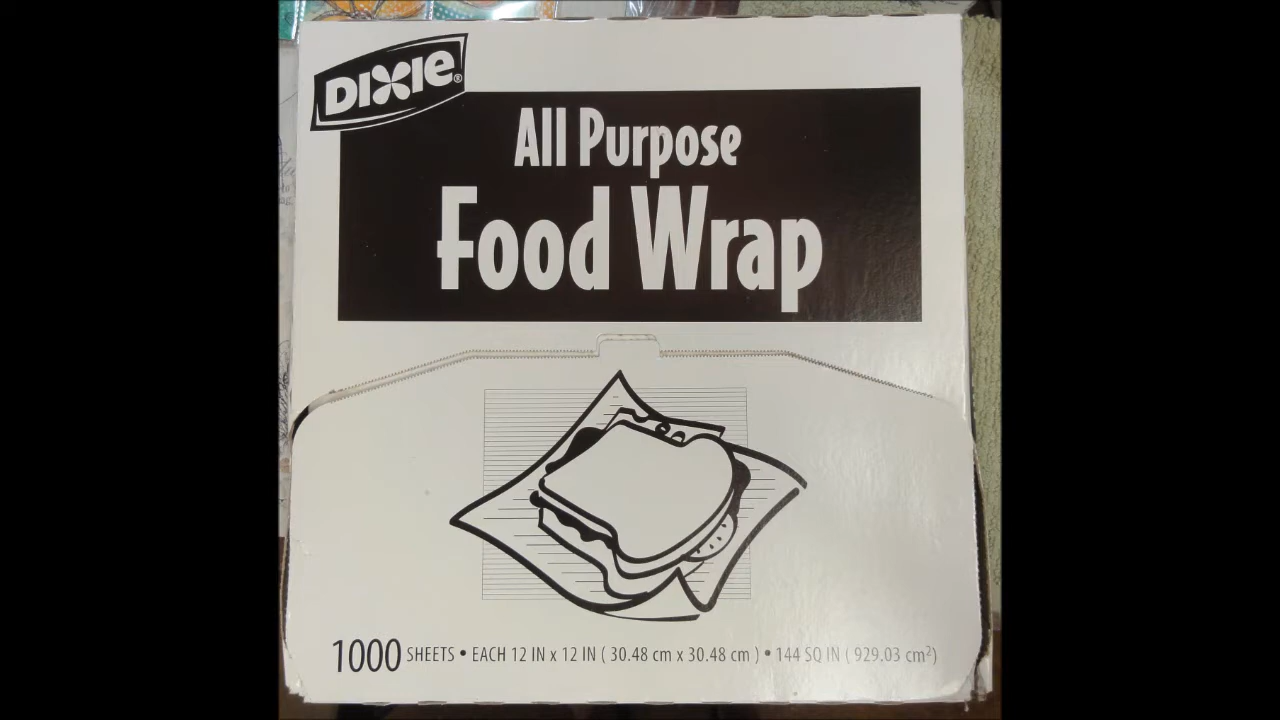 DIXIE®
All Purpose
Food Wrap
1000 SHEETS • EACH 12 IN x 12 IN ( 30.48 cm x 30.48 cm ) • 144 SQ IN ( 929.03 cm²)